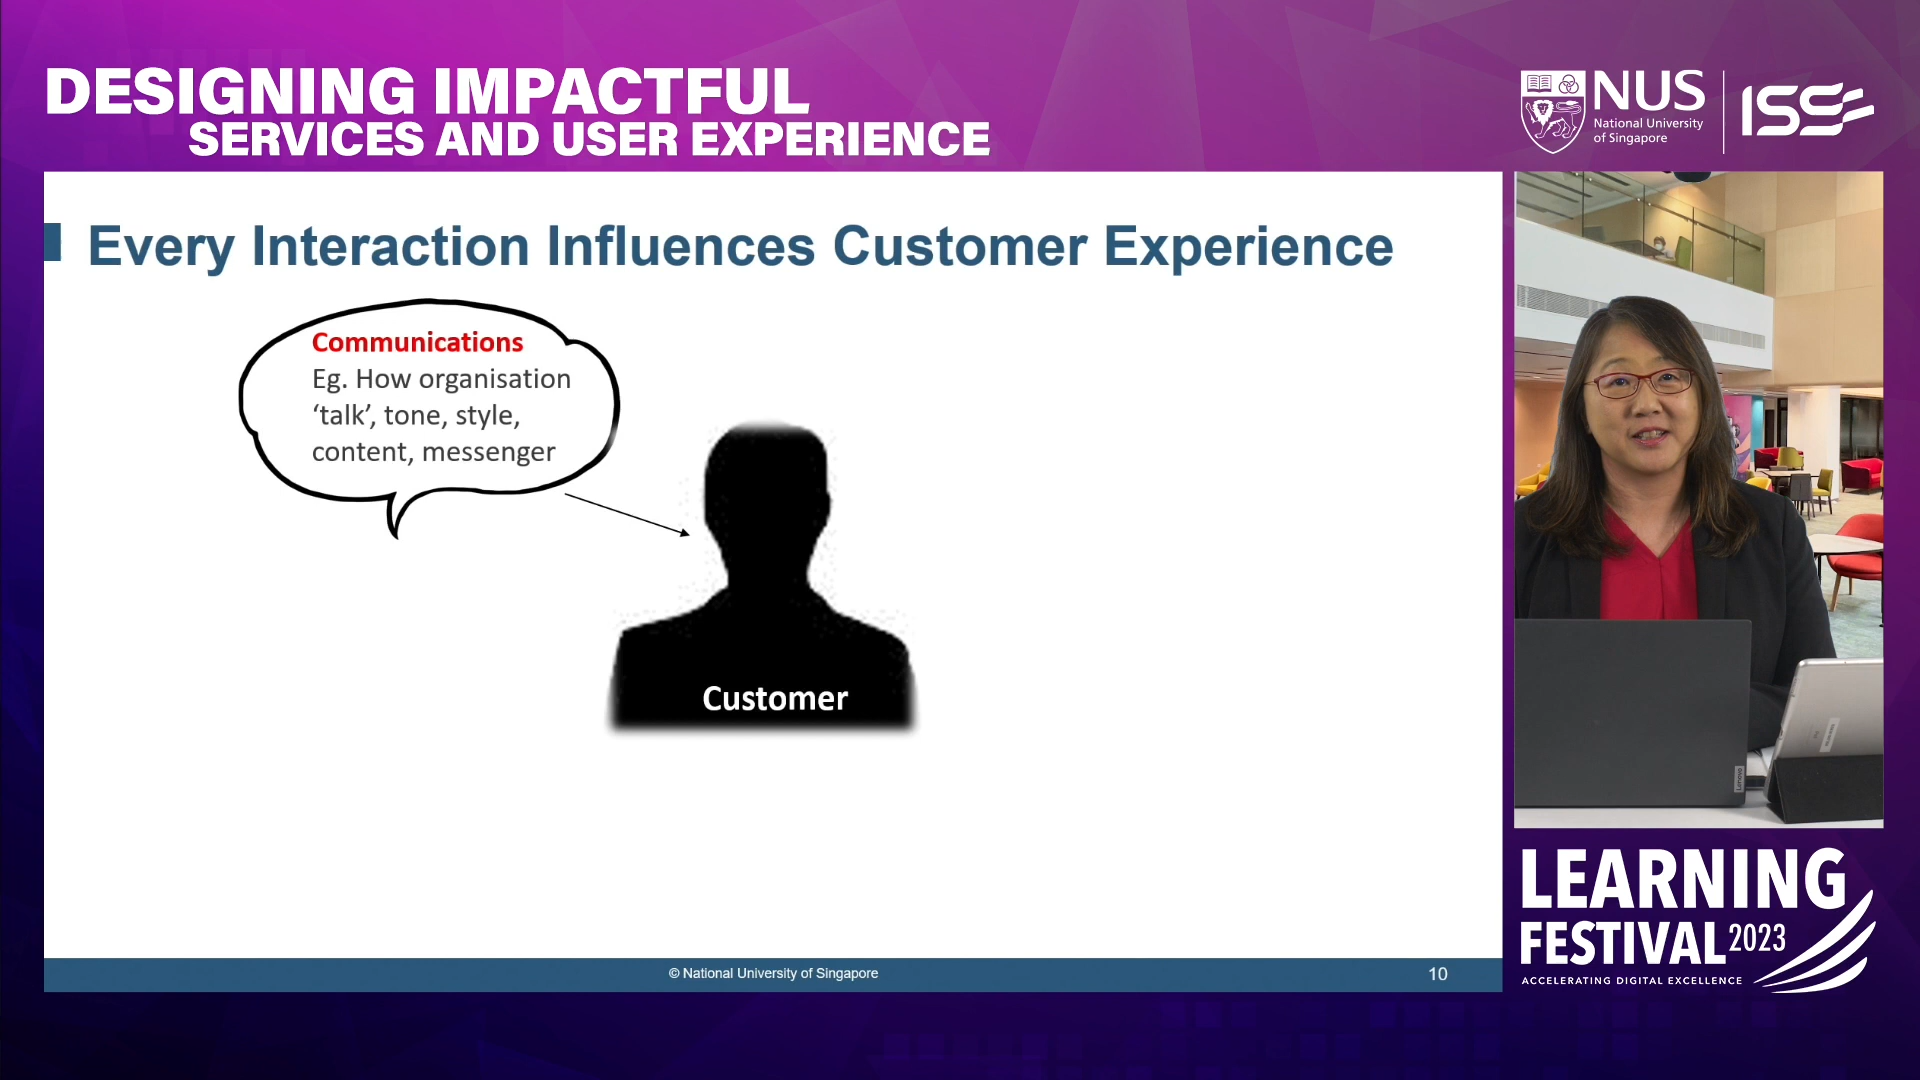 DESIGNING IMPACTFUL
SERVICES AND USER EXPERIENCE
NUS
National University
of Singapore
ISS
Every Interaction Influences Customer Experience
Communications
Eg. How organisation
‘talk’, tone, style,
content, messenger
Customer
© National University of Singapore
10
Lenovo
LEARNING
FESTIVAL 2023
ACCELERATING DIGITAL EXCELLENCE